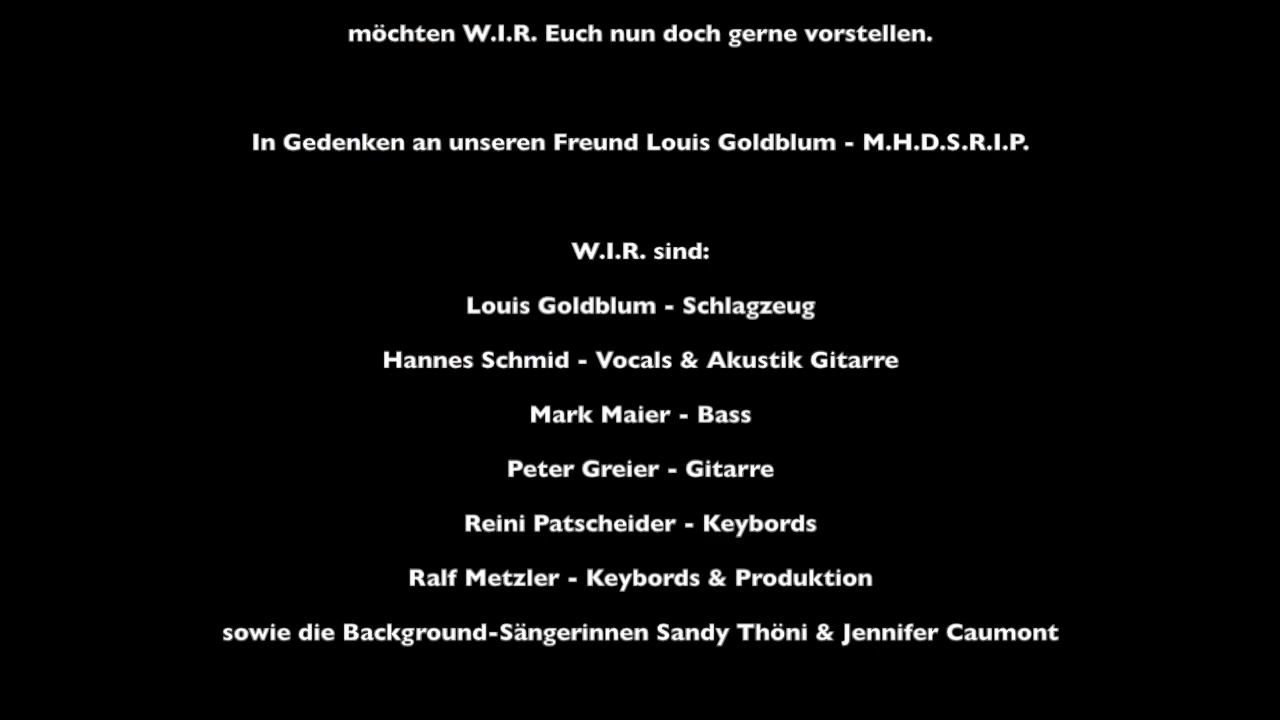 möchten W.I.R. Euch nun doch gerne vorstellen.
In Gedenken an unseren Freund Louis Goldblum - M.H.D.S.R.I.P.
W.I.R. sind:
Louis Goldblum - Schlagzeug
Hannes Schmid - Vocals & Akustik Gitarre
Mark Maier - Bass
Peter Greier - Gitarre
Reini Patscheider - Keybords
Ralf Metzler - Keybords & Produktion
sowie die Background-Sängerinnen Sandy Thöni & Jennifer Caumont